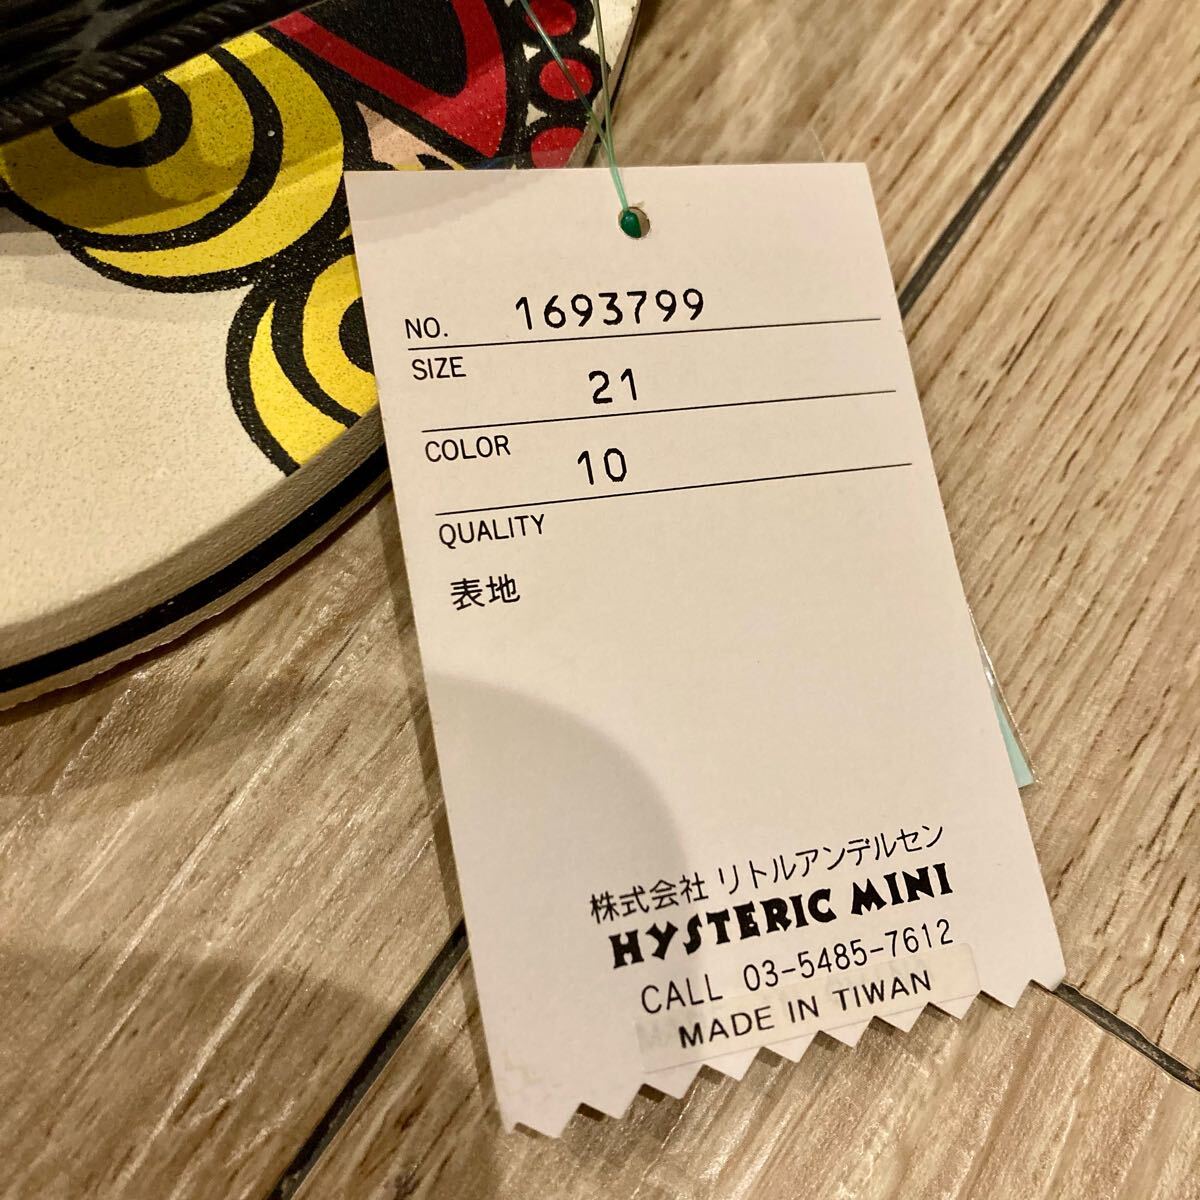 NO. 1693799
SIZE 21
COLOR 10
QUALITY
表地
株式会社 リトルアンデルセン
HYSTERIC MINI
CALL 03-5485-7612
MADE IN TIWAN